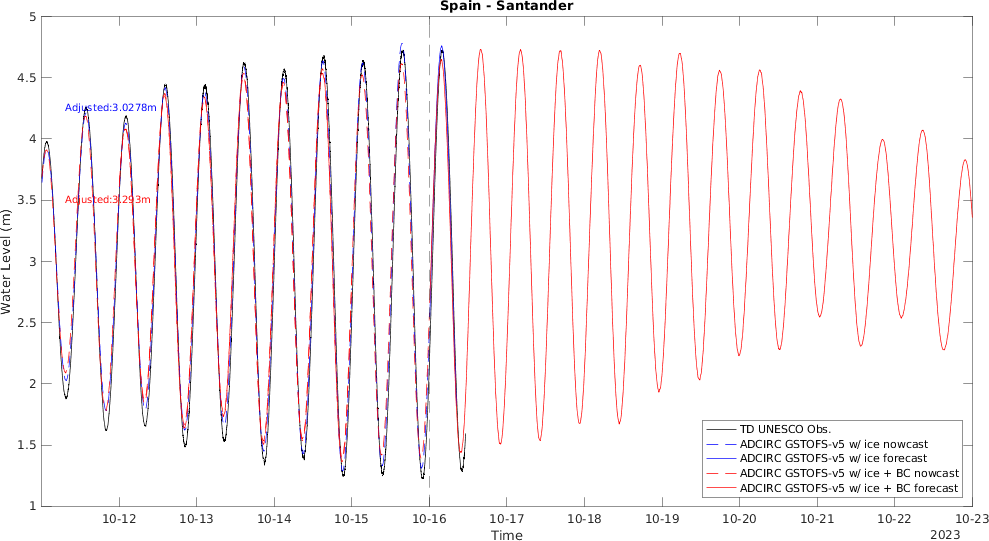 Spain - Santander
5
4.5
4
3.5
3
2.5
2
1.5
1
Water Level (m)
Adjusted:3.0278m
Adjusted:3.293m
TD UNESCO Obs.
ADCIRC GSTOFS-v5 w/ ice nowcast
ADCIRC GSTOFS-v5 w/ ice forecast
ADCIRC GSTOFS-v5 w/ ice + BC nowcast
ADCIRC GSTOFS-v5 w/ ice + BC forecast
10-12 10-13 10-14 10-15 10-16 10-17 10-18 10-19 10-20 10-21 10-22 10-23
Time
2023